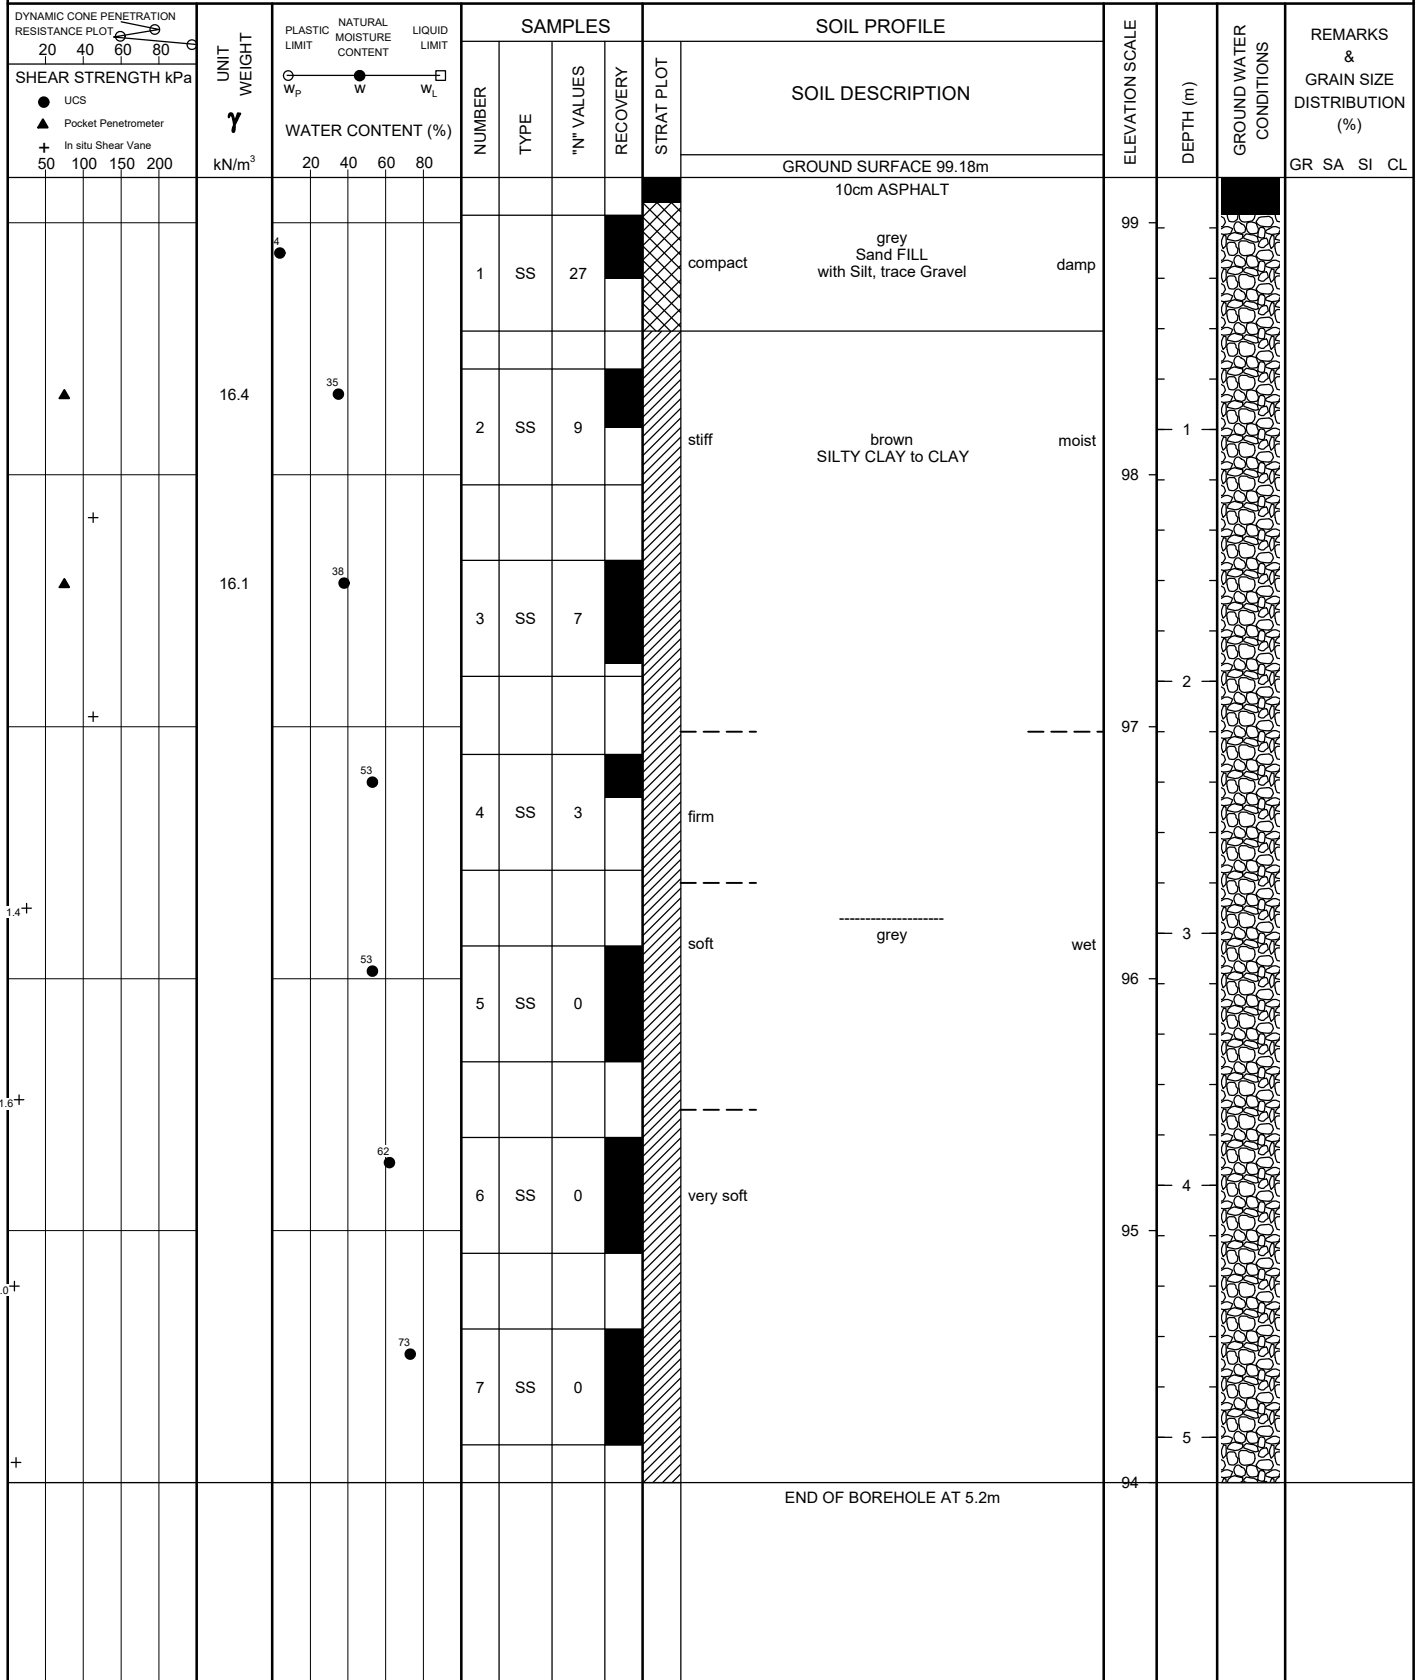 DYNAMIC CONE PENETRATION
RESISTANCE PLOT
20 40 60 80
SHEAR STRENGTH kPa
UCS
Pocket Penetrometer
In situ Shear Vane
50 100 150 200
UNIT WEIGHT
γ
kN/m³
PLASTIC LIMIT
NATURAL MOISTURE CONTENT
LIQUID LIMIT
W_P W W_L
WATER CONTENT (%)
20 40 60 80
SAMPLES
NUMBER
TYPE
"N" VALUES
RECOVERY
SOIL PROFILE
STRAT PLOT
SOIL DESCRIPTION
GROUND SURFACE 99.18m
ELEVATION SCALE
DEPTH (m)
GROUND WATER CONDITIONS
REMARKS
&
GRAIN SIZE
DISTRIBUTION
(%)
GR SA SI CL
10cm ASPHALT
99
4
1 SS 27
compact
grey
Sand FILL
with Silt, trace Gravel
damp
35
16.4
2 SS 9
stiff
brown
SILTY CLAY to CLAY
moist
1
98
38
16.1
3 SS 7
2
97
53
4 SS 3
firm
1.4
soft
grey
wet
3
53
96
5 SS 0
1.6
62
6 SS 0
very soft
4
95
.0
73
7 SS 0
5
94
END OF BOREHOLE AT 5.2m